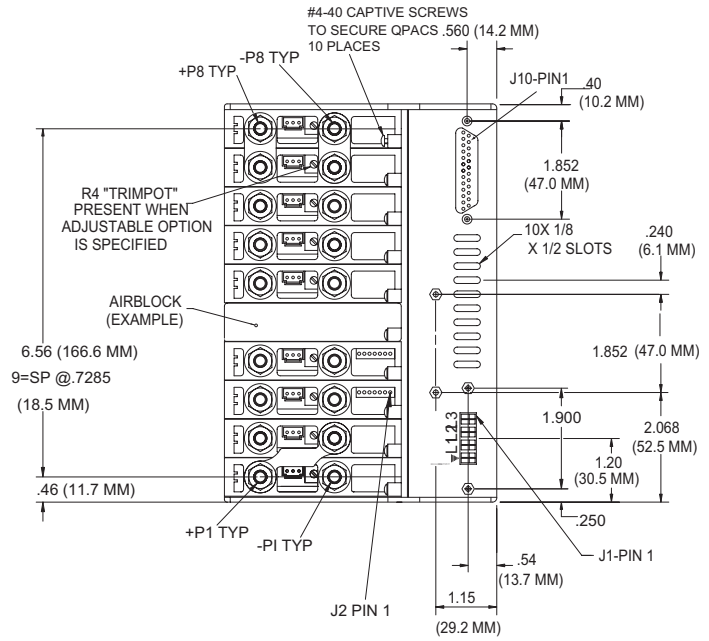 #4-40 CAPTIVE SCREWS
TO SECURE QPACS
10 PLACES
.560 (14.2 MM)
-P8 TYP
+P8 TYP
J10-PIN1
.40
(10.2 MM)
1.852
(47.0 MM)
R4 "TRIMPOT"
PRESENT WHEN
ADJUSTABLE OPTION
IS SPECIFIED
10X 1/8
X 1/2 SLOTS
.240
(6.1 MM)
AIRBLOCK
(EXAMPLE)
6.56 (166.6 MM)
9=SP @.7285
(18.5 MM)
1.852 (47.0 MM)
L1 L2 L3
1.900
2.068
(52.5 MM)
1.20
(30.5 MM)
.46 (11.7 MM)
.250
+P1 TYP
-PI TYP
J1-PIN 1
.54
(13.7 MM)
J2 PIN 1
1.15
(29.2 MM)